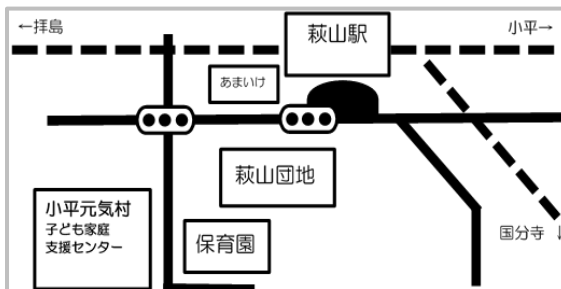 ←拝島
小平→
萩山駅
あまいけ
萩山団地
小平元気村
子ども家庭
支援センター
保育園
国分寺 ↓